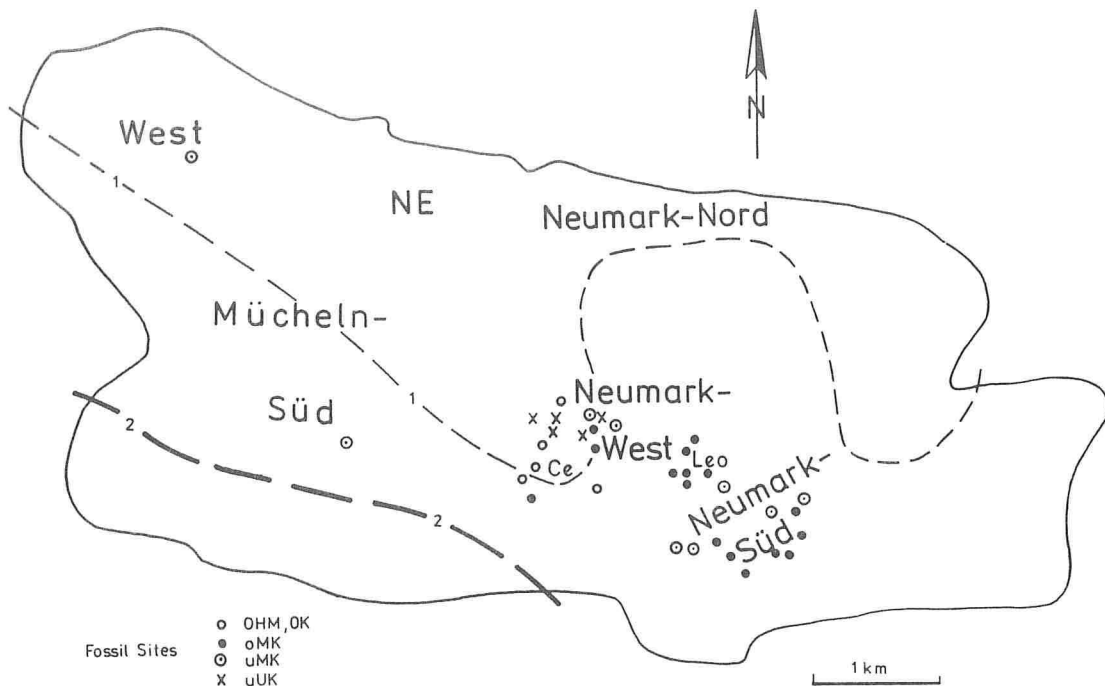 N
West
1
NE
Neumark-Nord
Mücheln-
1
Neumark-
Süd
2
West
Ce
Leo
Neumark-
Süd
2
Fossil Sites
OHM,OK
oMK
uMK
uUK
1 km